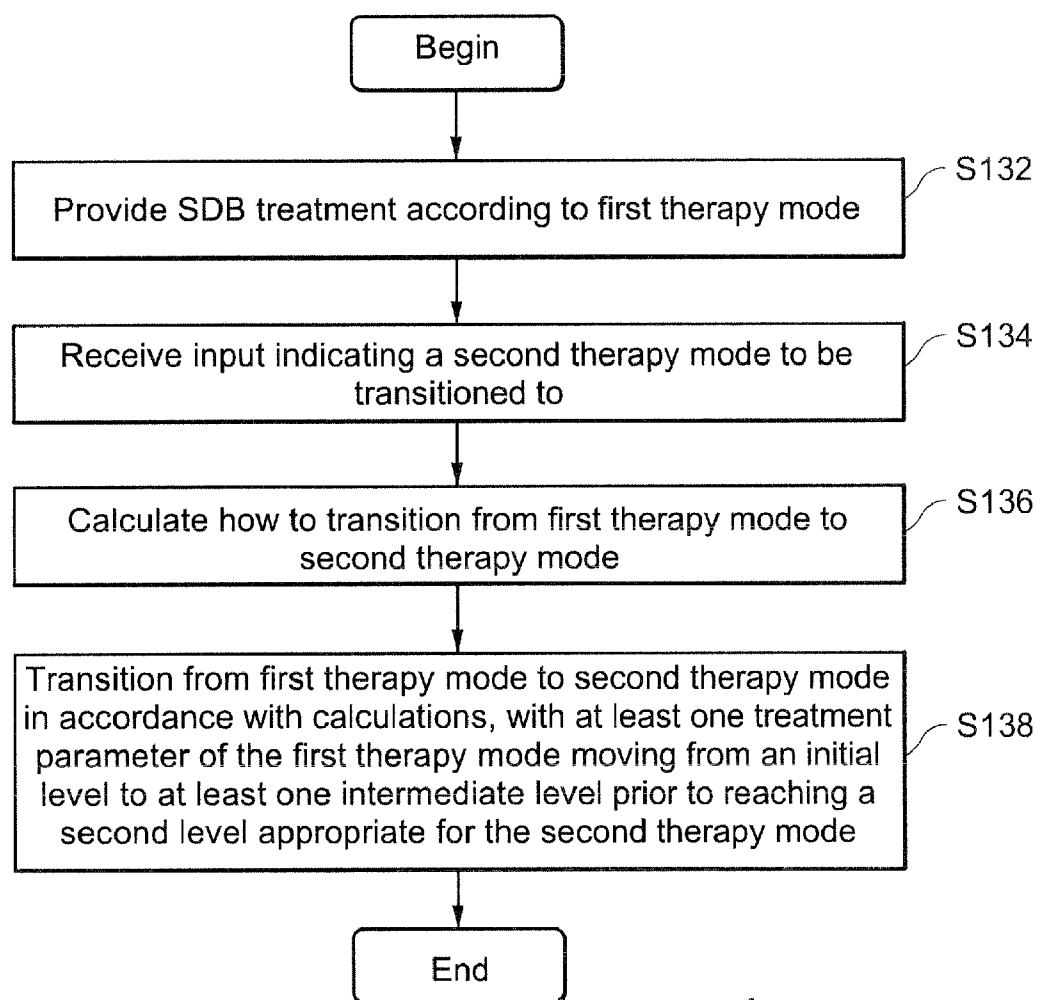 Begin
Provide SDB treatment according to first therapy mode
S132
Receive input indicating a second therapy mode to be
transitioned to
S134
Calculate how to transition from first therapy mode to
second therapy mode
S136
Transition from first therapy mode to second therapy mode
in accordance with calculations, with at least one treatment
parameter of the first therapy mode moving from an initial
level to at least one intermediate level prior to reaching a
second level appropriate for the second therapy mode
S138
End